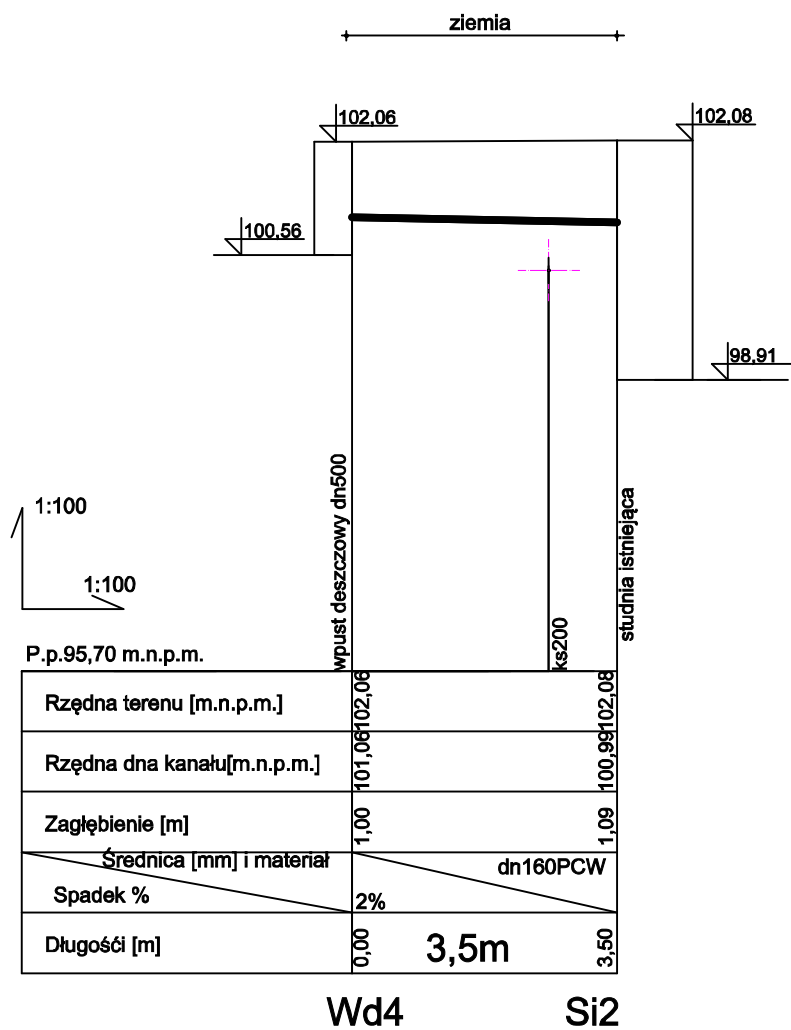 ziemia
102,06
102,08
100,56
98,91
wpust deszczowy dn500
studnia istniejąca
1:100
1:100
ks200
P.p.95,70 m.n.p.m.
Rzędna terenu [m.n.p.m.]
102,06
102,08
Rzędna dna kanału[m.n.p.m.]
101,06
100,99
Zagłębienie [m]
1,00
1,09
Średnica [mm] i materiał
dn160PCW
Spadek %
2%
Długośći [m]
0,00
3,5m
3,50
Wd4
Si2